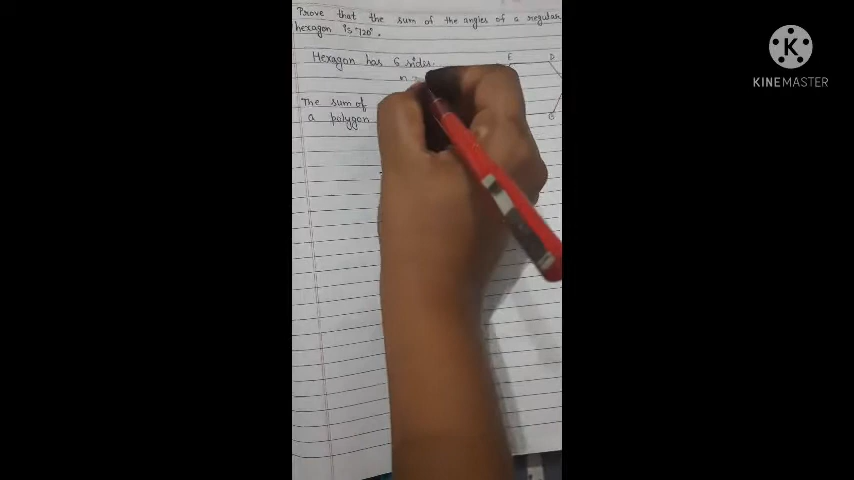 Prove that the sum of the angles of a regular
hexagon is 720°.
Hexagon has 6 sides.
n =
The sum of
a polygon
E D
B
K
KINEMASTER